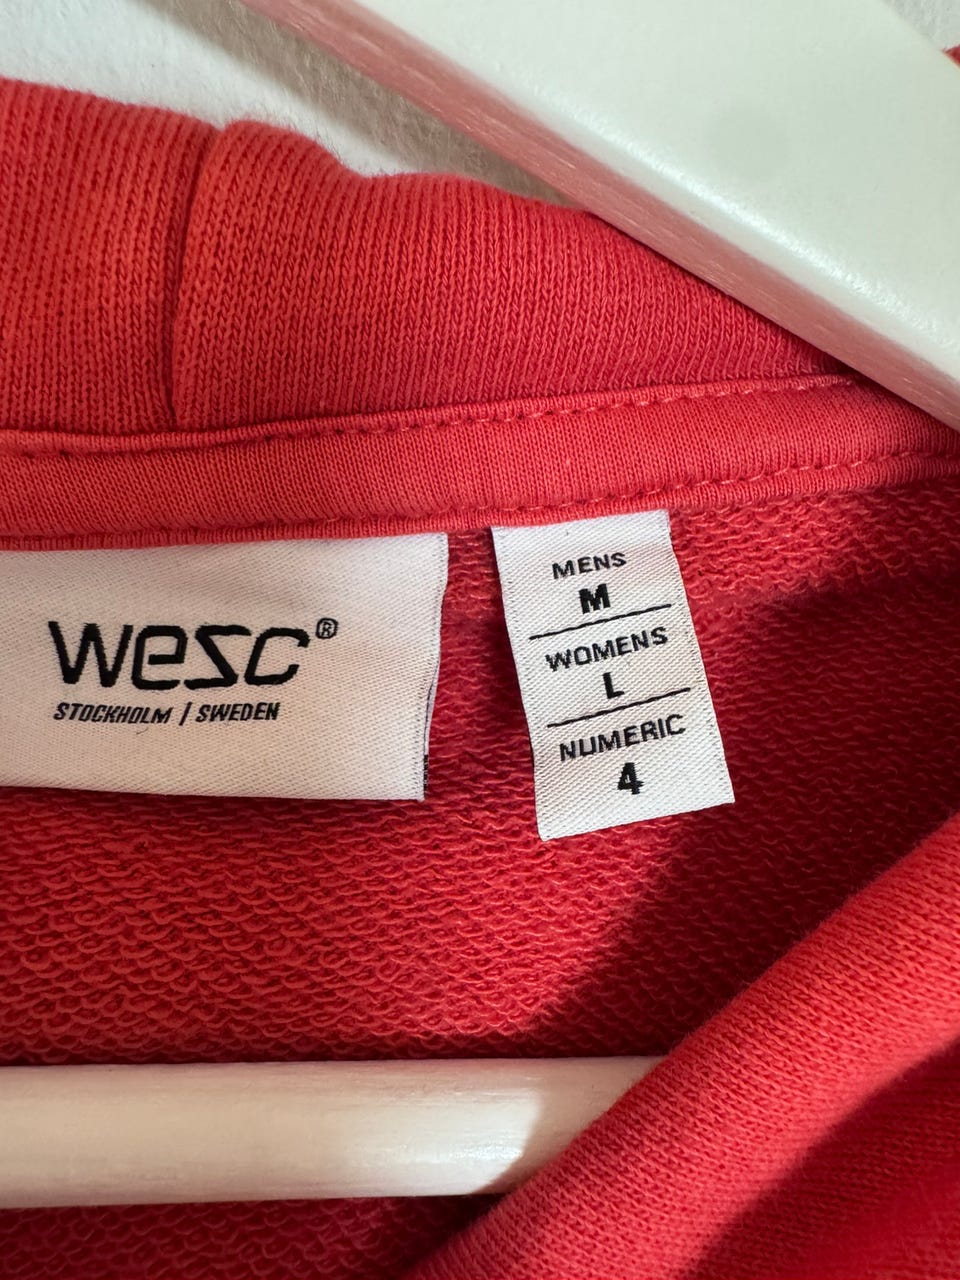 wesc®
STOCKHOLM / SWEDEN
MENS
M
WOMENS
L
NUMERIC
4